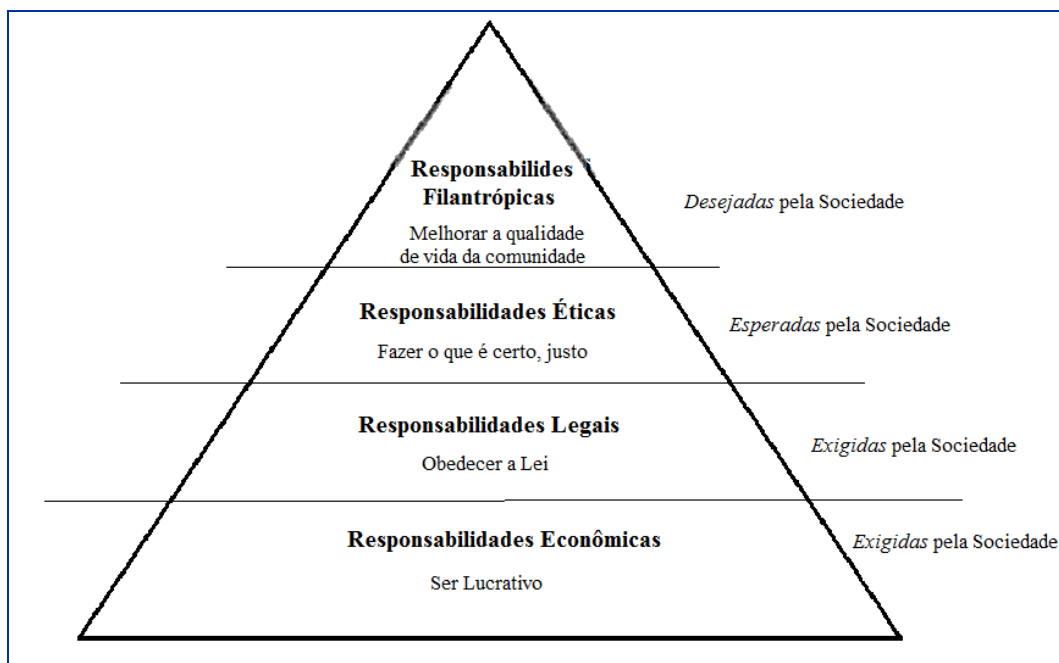 Responsabilides
Filantrópicas
Desejadas pela Sociedade
Melhorar a qualidade
de vida da comunidade
Responsabilidades Éticas
Esperadas pela Sociedade
Fazer o que é certo, justo
Responsabilidades Legais
Exigidas pela Sociedade
Obedecer a Lei
Responsabilidades Econômicas
Exigidas pela Sociedade
Ser Lucrativo